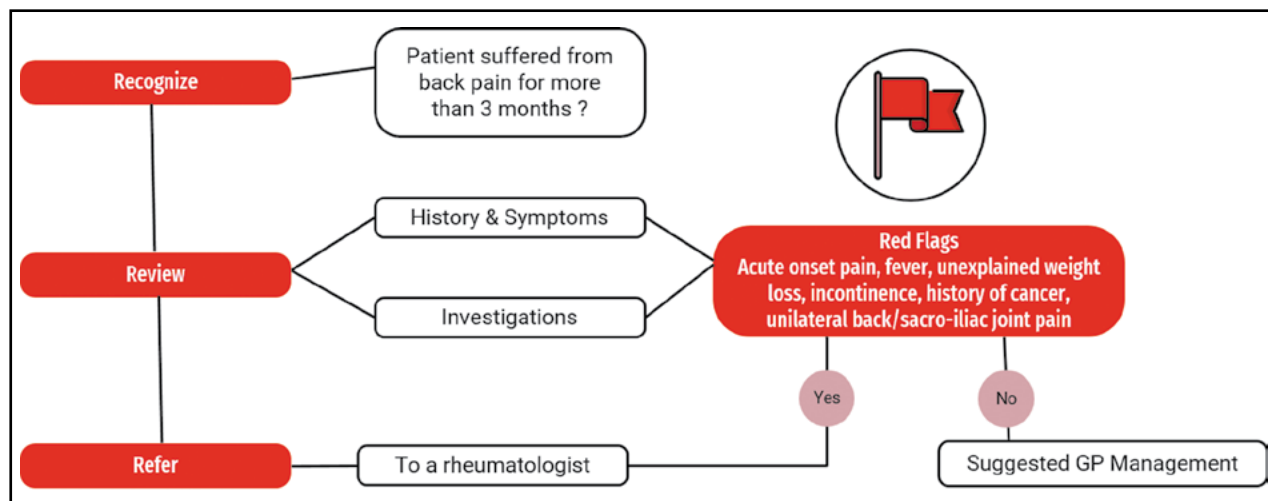 Recognize
Patient suffered from
back pain for more
than 3 months ?
History & Symptoms
Review
Investigations
Red Flags
Acute onset pain, fever, unexplained weight
loss, incontinence, history of cancer,
unilateral back/sacro-iliac joint pain
Yes
No
Refer
To a rheumatologist
Suggested GP Management